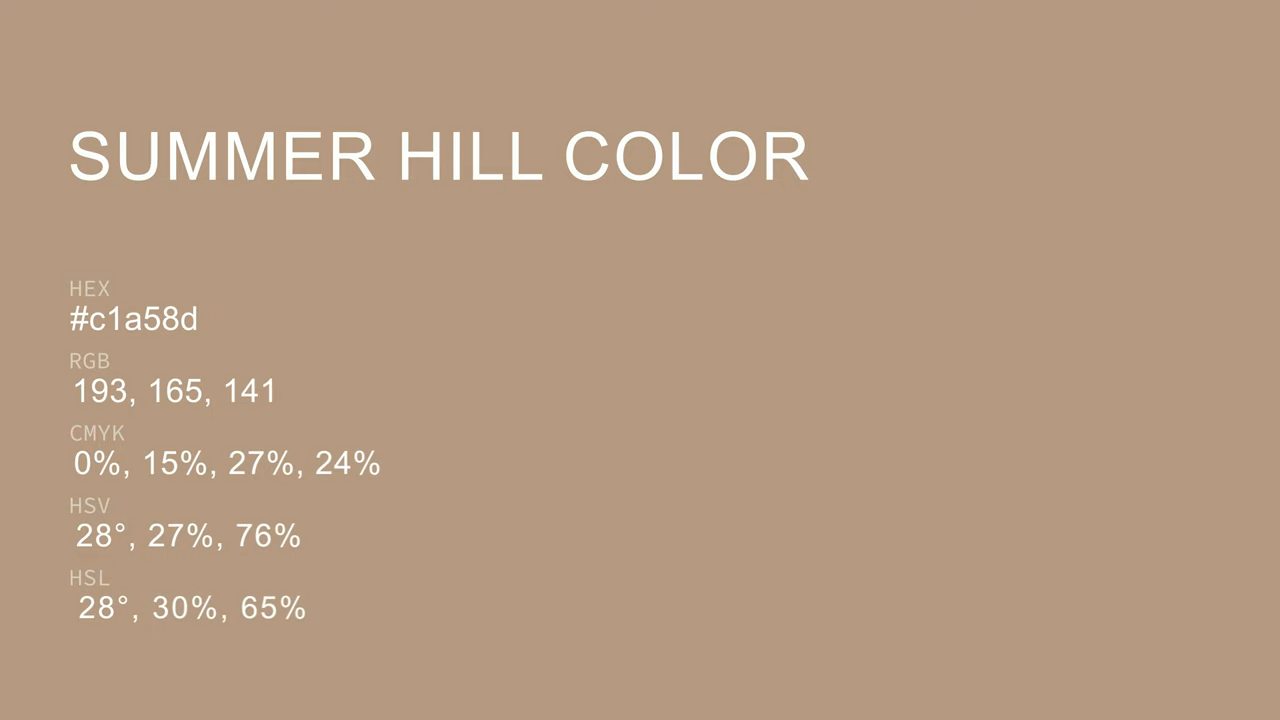 SUMMER HILL COLOR
HEX
#c1a58d
RGB
193, 165, 141
CMYK
0%, 15%, 27%, 24%
HSV
28°, 27%, 76%
HSL
28°, 30%, 65%